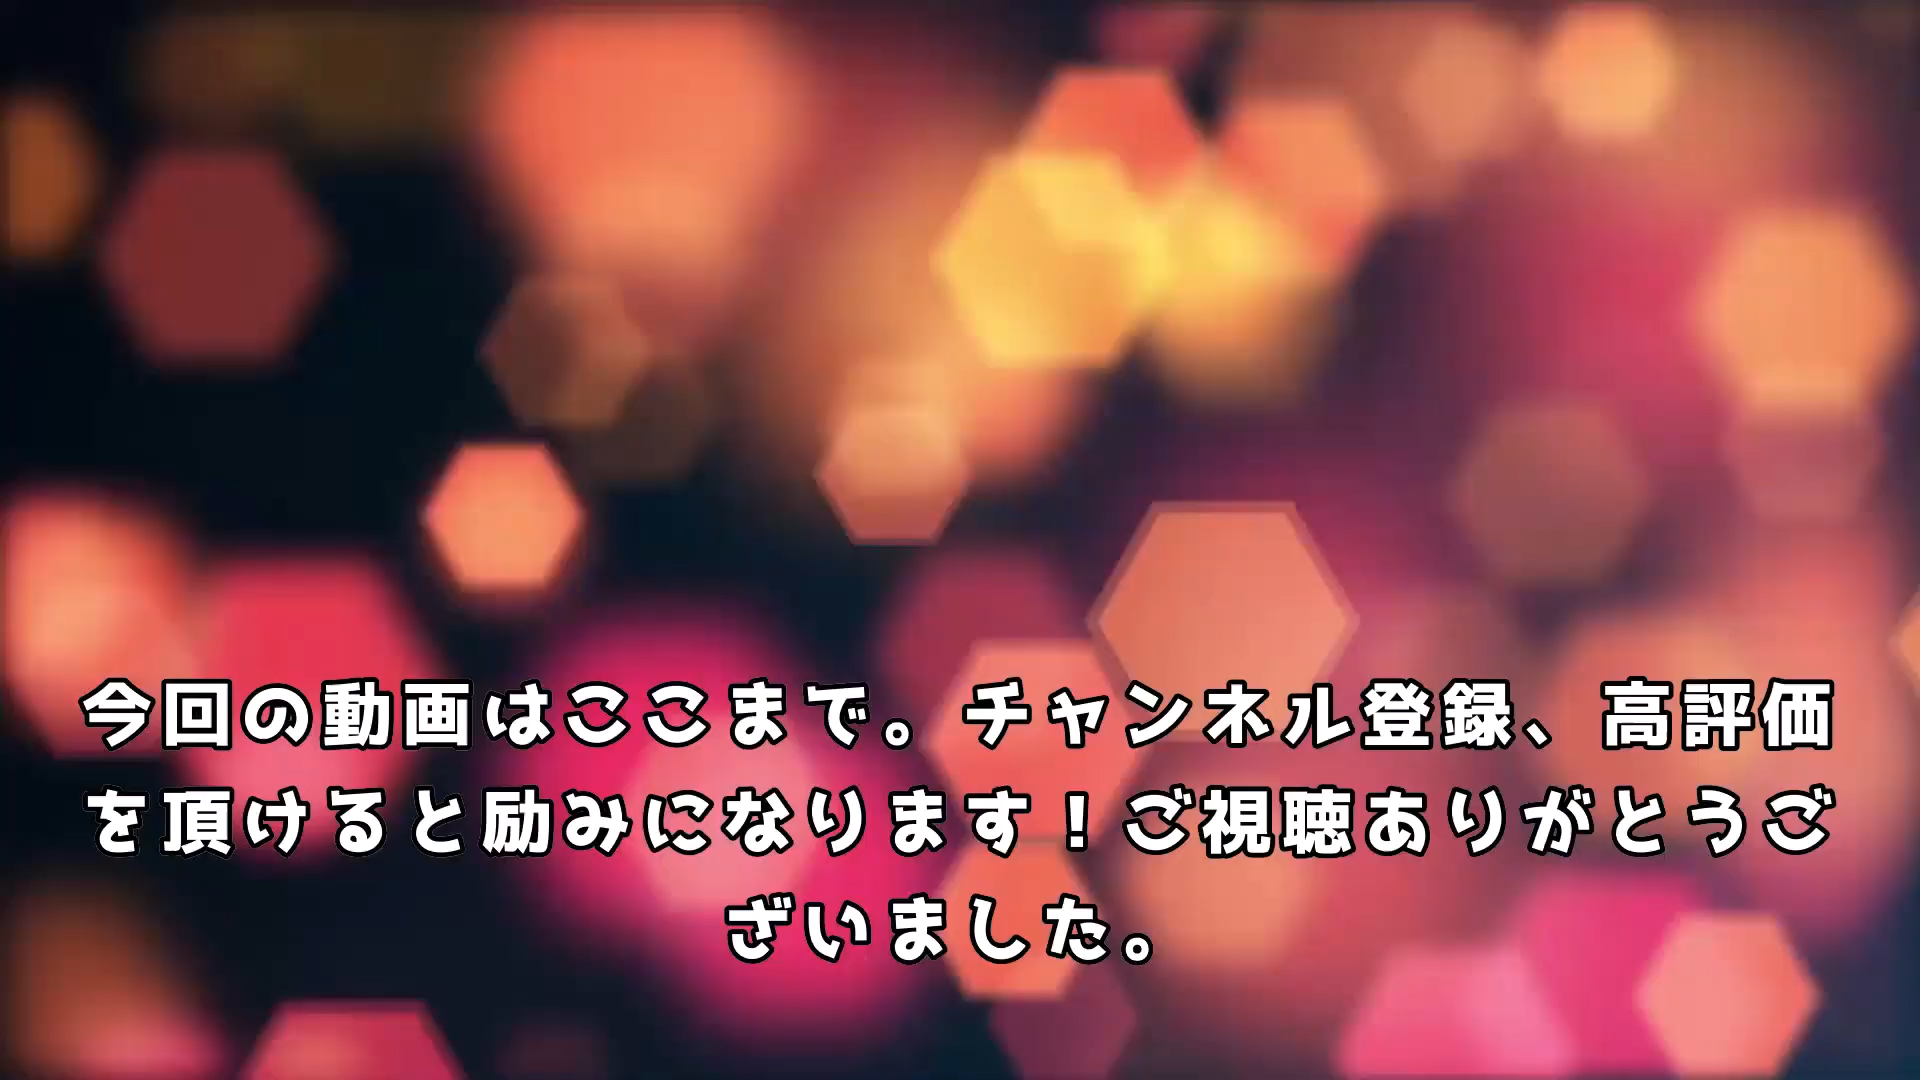 今回の動画はここまで。チャンネル登録、高評価
を頂けると励みになります！ご視聴ありがとうご
ざいました。